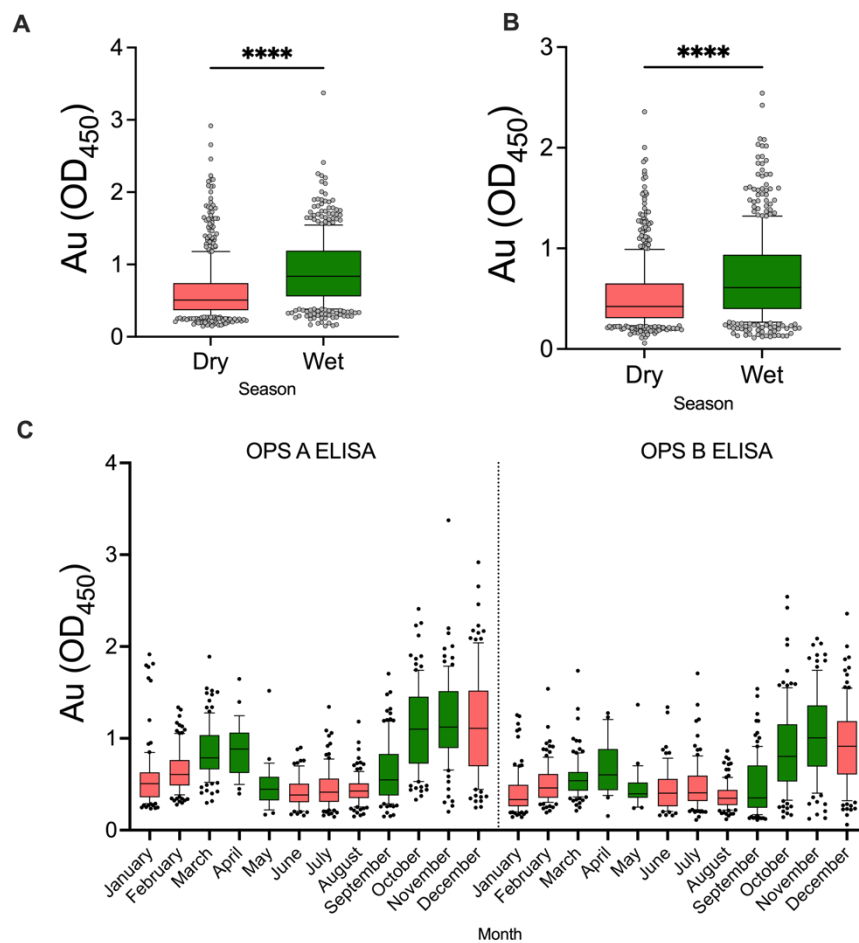 A
****
Au (OD450)
4
3
2
1
0
Dry Wet
Season
B
****
Au (OD450)
3
2
1
0
Dry Wet
Season
C
OPS A ELISA OPS B ELISA
Au (OD450)
4
3
2
1
0
January February March April May June July August September October November December January February March April May June July August September October November December
Month